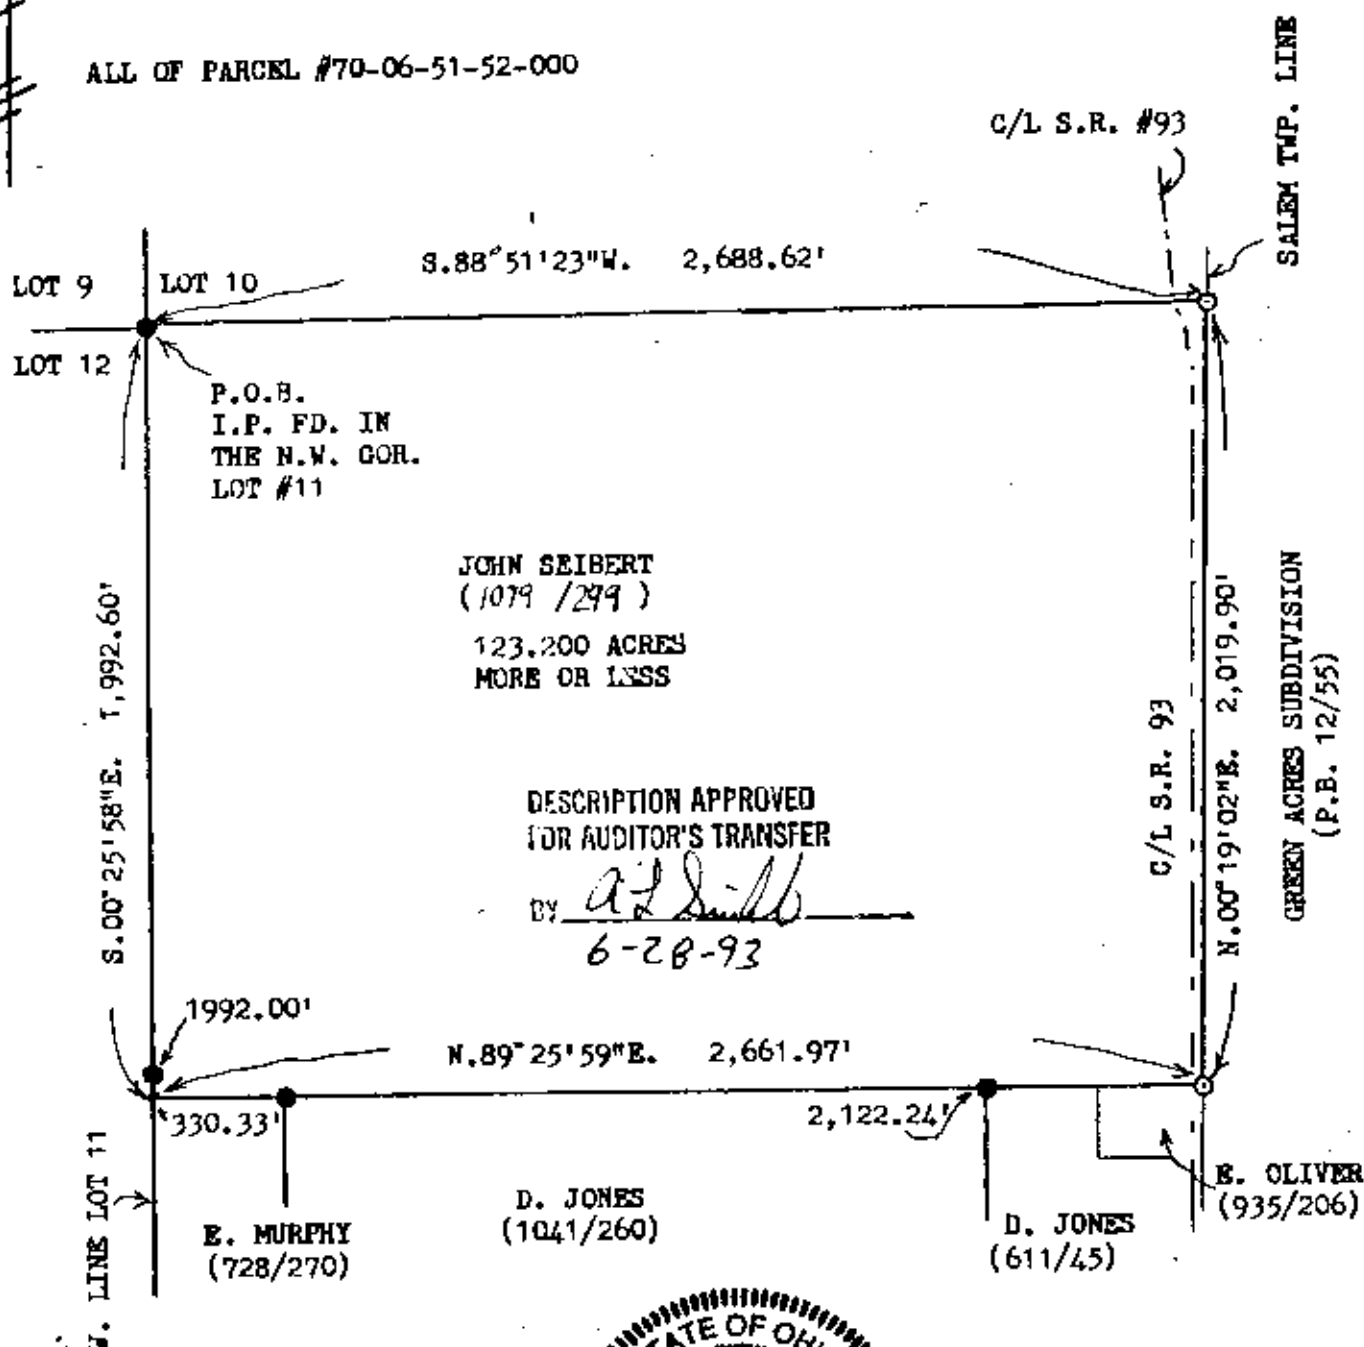 ALL OF PARCEL #70-06-51-52-000
C/L S.R. #93
SALEM TWP. LINE
S.88°51'23"W. 2,688.62'
LOT 9
LOT 10
LOT 12
P.O.B.
I.P. FD. IN
THE N.W. COR.
LOT #11
JOHN SEIBERT
(1079 /299 )
123.200 ACRES
MORE OR LESS
S.00°25'58"E. 1,992.60'
C/L S.R. 93
N.00°19'02"E. 2,019.90'
GREEN ACRES SUBDIVISION
(P.B. 12/55)
DESCRIPTION APPROVED
FOR AUDITOR'S TRANSFER
BY A L Smith
6-28-93
1992.00'
N.89°25'59"E. 2,661.97'
330.33'
2,122.24'
W. LINE LOT 11
E. MURPHY
(728/270)
D. JONES
(1041/260)
D. JONES
(611/45)
E. OLIVER
(935/206)
STATE OF OHIO